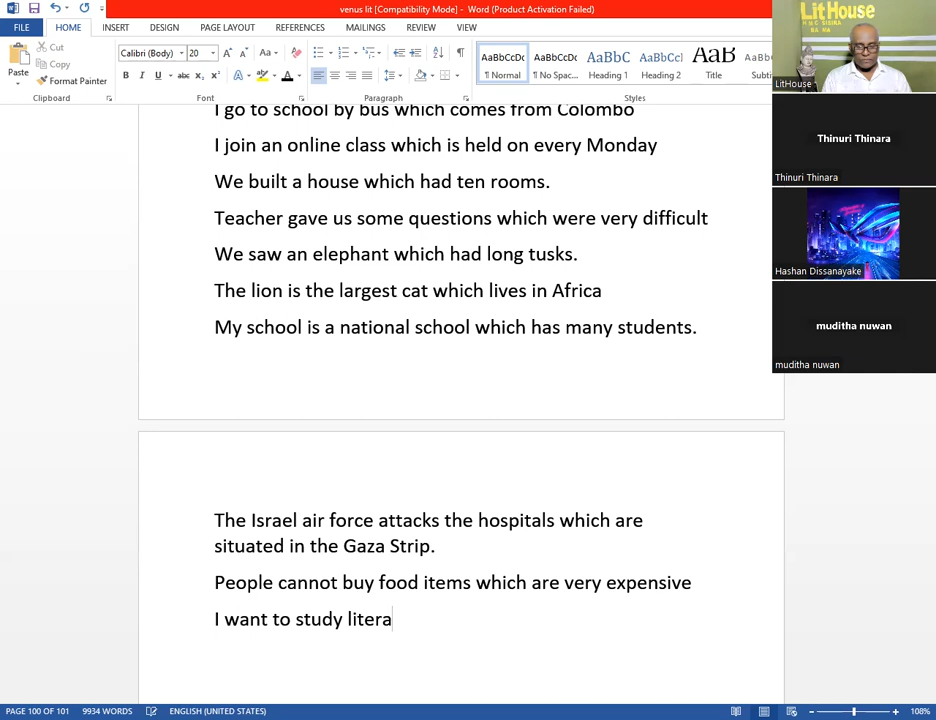 venus lit [Compatibility Mode] - Word (Product Activation Failed)
FILE HOME INSERT DESIGN PAGE LAYOUT REFERENCES MAILINGS REVIEW VIEW
Paste
Cut
Copy
Format Painter
Clipboard
Calibri (Body) 20
Font
Paragraph
AaBbCcDc AaBbCcDc AaBbC AaBbCcl AaB
¶ Normal ¶ No Spac... Heading 1 Heading 2 Title
Styles
LitHouse
LitHouse
Thinuri Thinara
Thinuri Thinara
Hashan Dissanayake
muditha nuwan
muditha nuwan
I go to school by bus which comes from Colombo
I join an online class which is held on every Monday
We built a house which had ten rooms.
Teacher gave us some questions which were very difficult
We saw an elephant which had long tusks.
The lion is the largest cat which lives in Africa
My school is a national school which has many students.
The Israel air force attacks the hospitals which are
situated in the Gaza Strip.
People cannot buy food items which are very expensive
I want to study litera
PAGE 100 OF 101 9934 WORDS ENGLISH (UNITED STATES) 108%